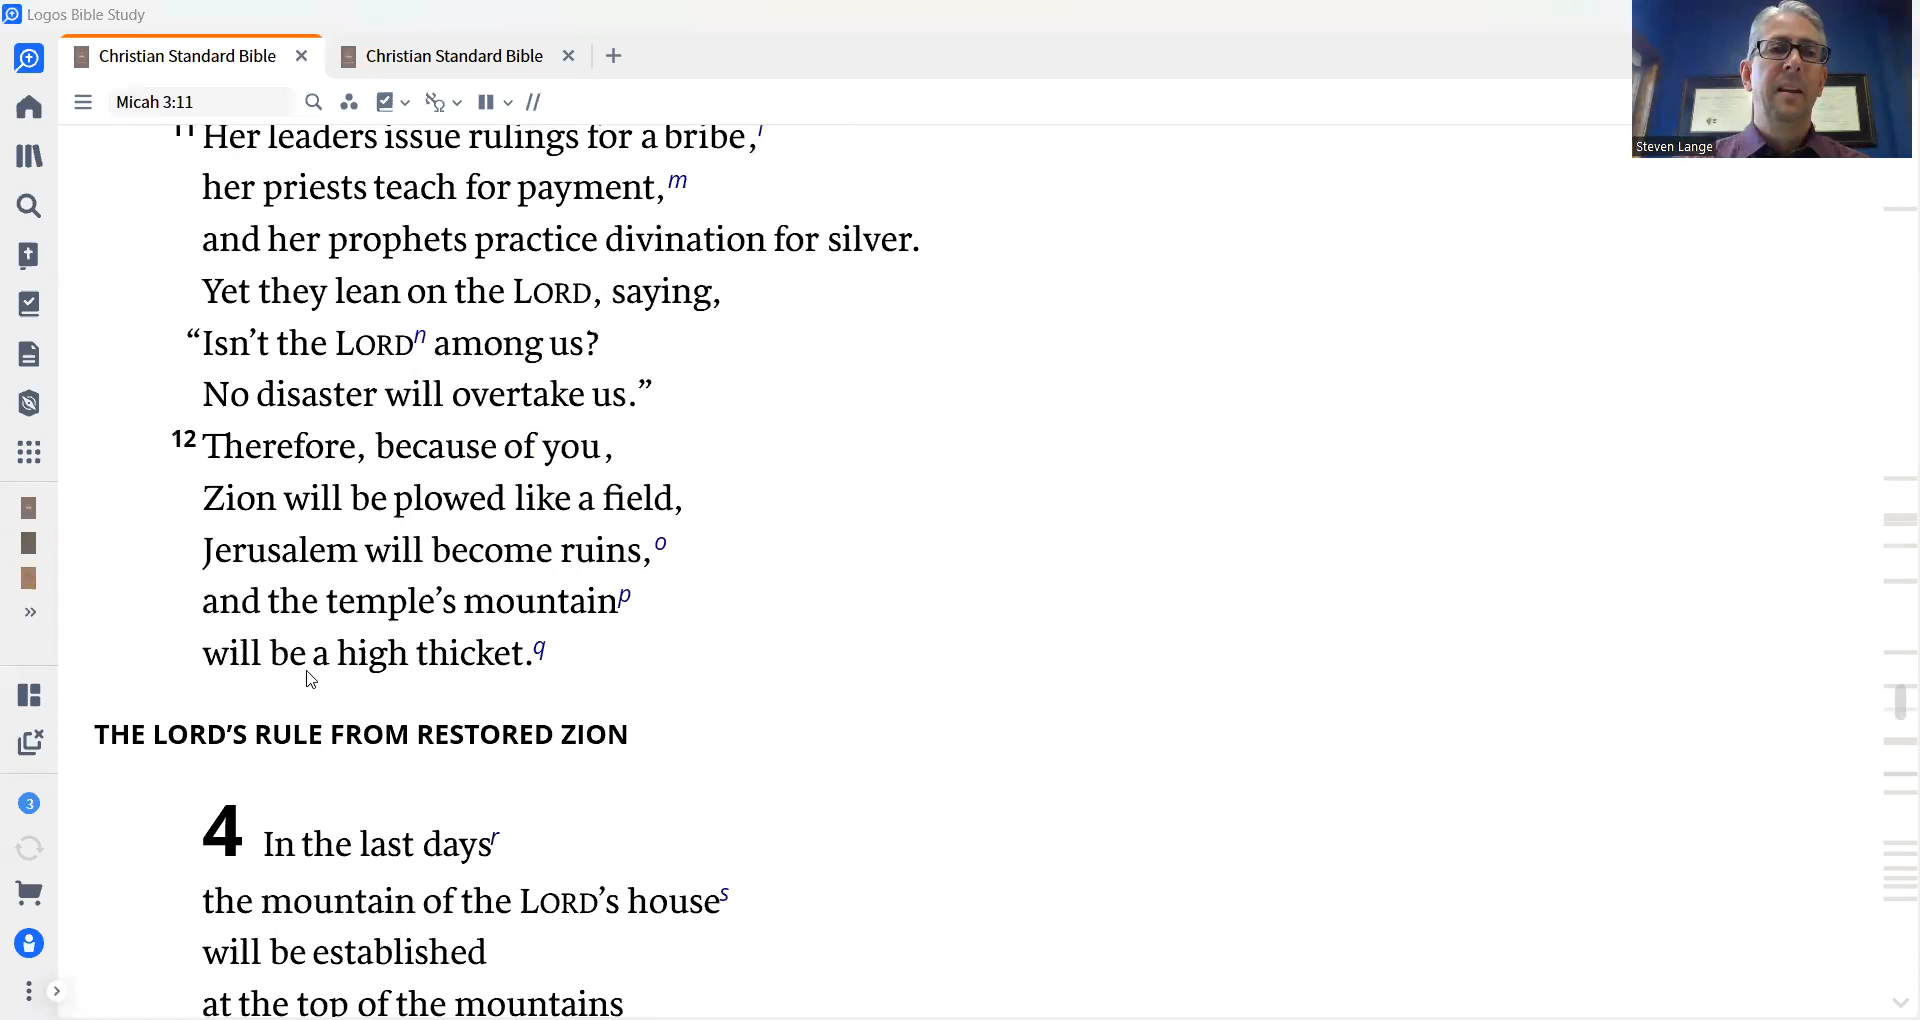 Logos Bible Study
Christian Standard Bible
Christian Standard Bible
Micah 3:11
Steven Lange
11 Her leaders issue rulings for a bribe,l
her priests teach for payment,m
and her prophets practice divination for silver.
Yet they lean on the LORD, saying,
“Isn’t the LORDn among us?
No disaster will overtake us.”
12 Therefore, because of you,
Zion will be plowed like a field,
Jerusalem will become ruins,o
and the temple’s mountainp
will be a high thicket.q
THE LORD’S RULE FROM RESTORED ZION
4 In the last daysr
the mountain of the LORD’s houses
will be established
at the top of the mountains
3